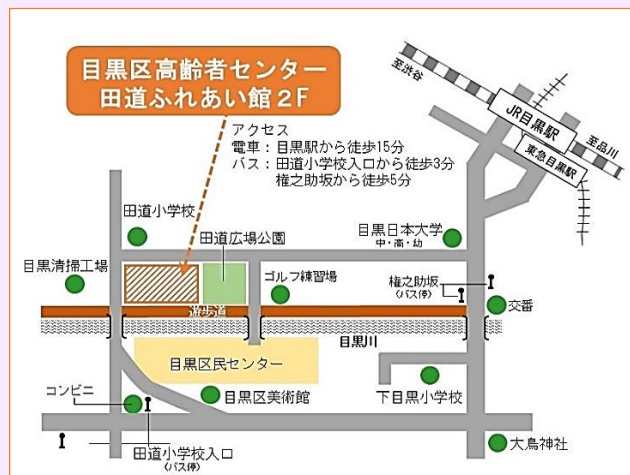 目黒区高齢者センター
田道ふれあい館2F
アクセス
電車：目黒駅から徒歩15分
バス：田道小学校入口から徒歩3分
権之助坂から徒歩5分
至渋谷
JR目黒駅
至品川
東急目黒駅
田道小学校
田道広場公園
目黒日本大学
中・高・幼
目黒清掃工場
ゴルフ練習場
権之助坂
(バス停)
交番
遊歩道
目黒川
目黒区民センター
コンビニ
目黒区美術館
下目黒小学校
田道小学校入口
(バス停)
大鳥神社